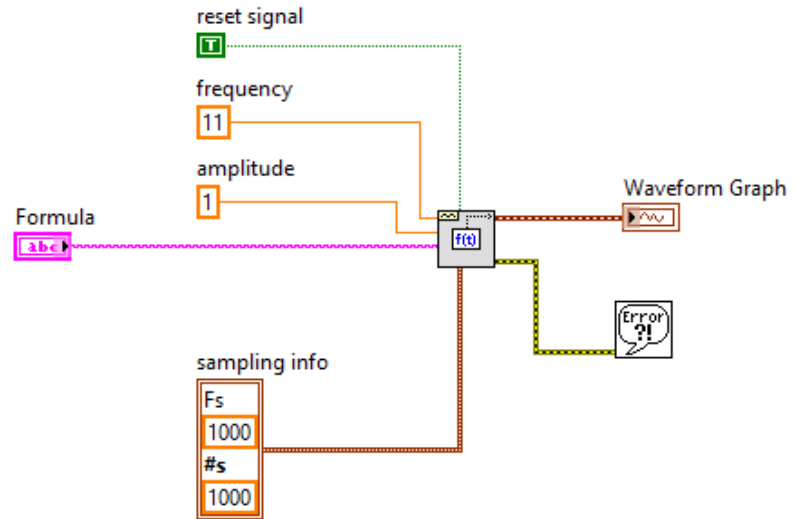 reset signal
T
frequency
11
amplitude
1
Waveform Graph
Formula
abc
f(t)
Error
?!
sampling info
Fs
1000
#s
1000